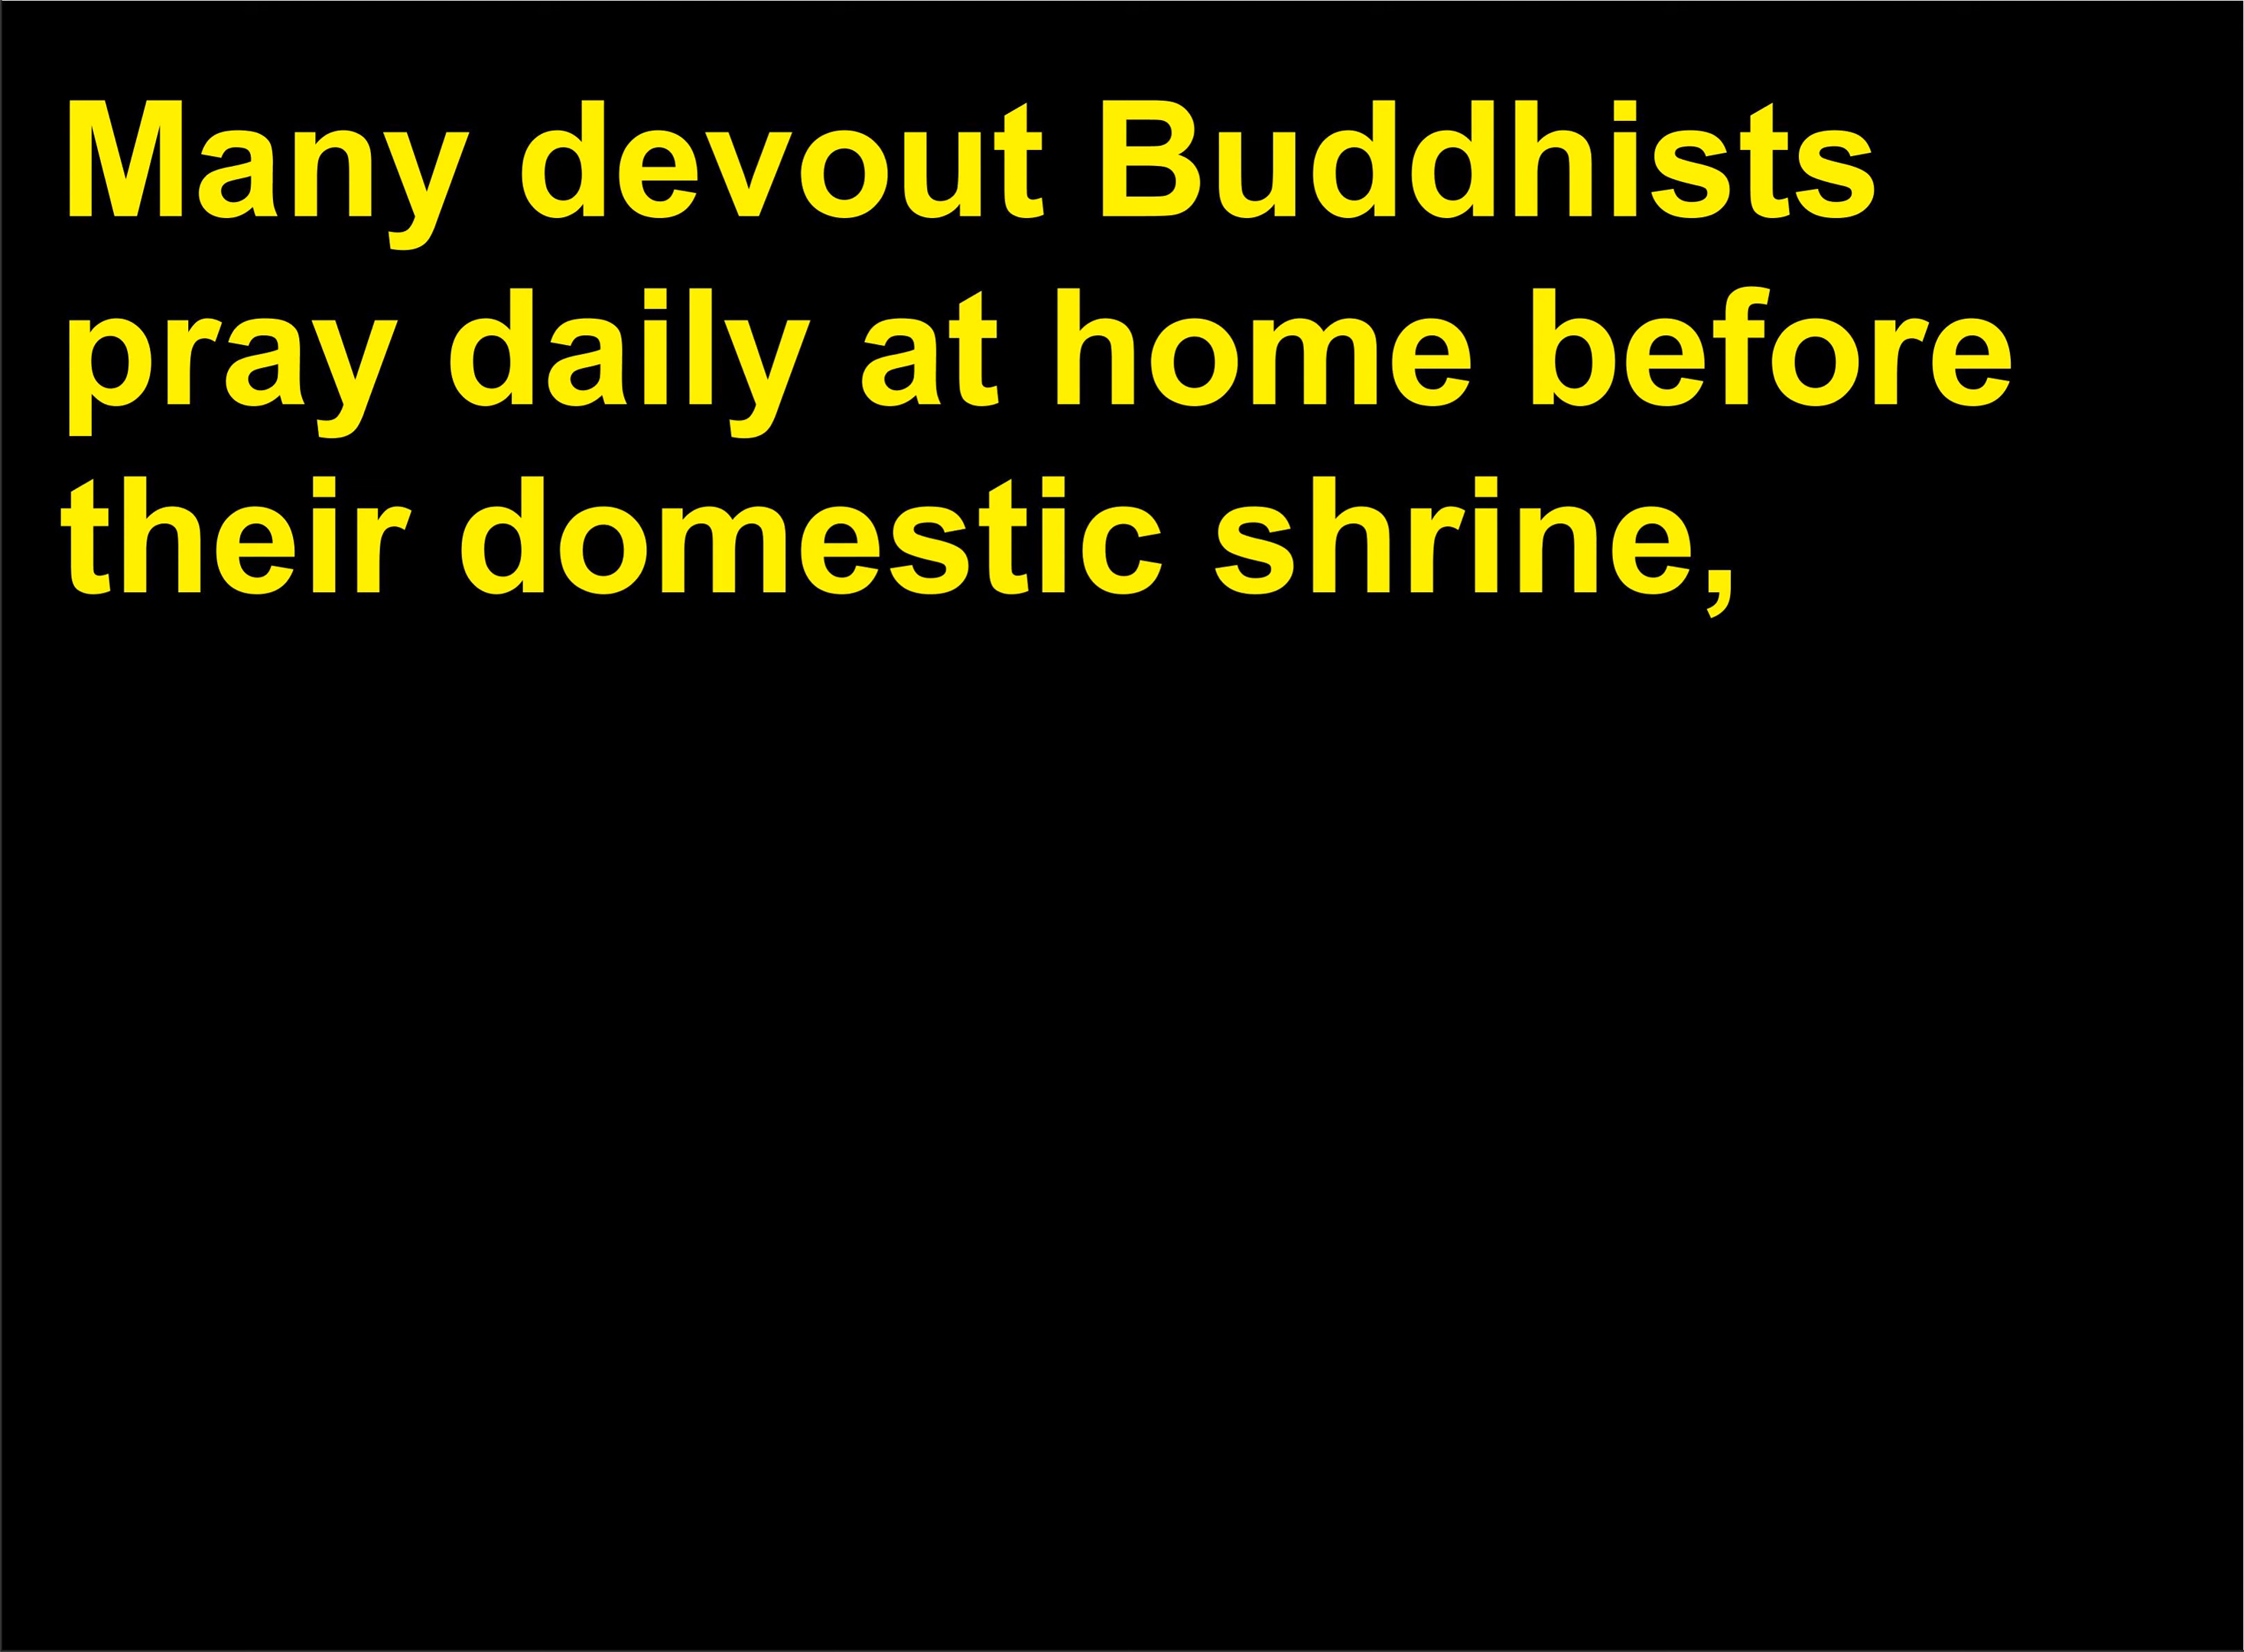 Many devout Buddhists
pray daily at home before
their domestic shrine,